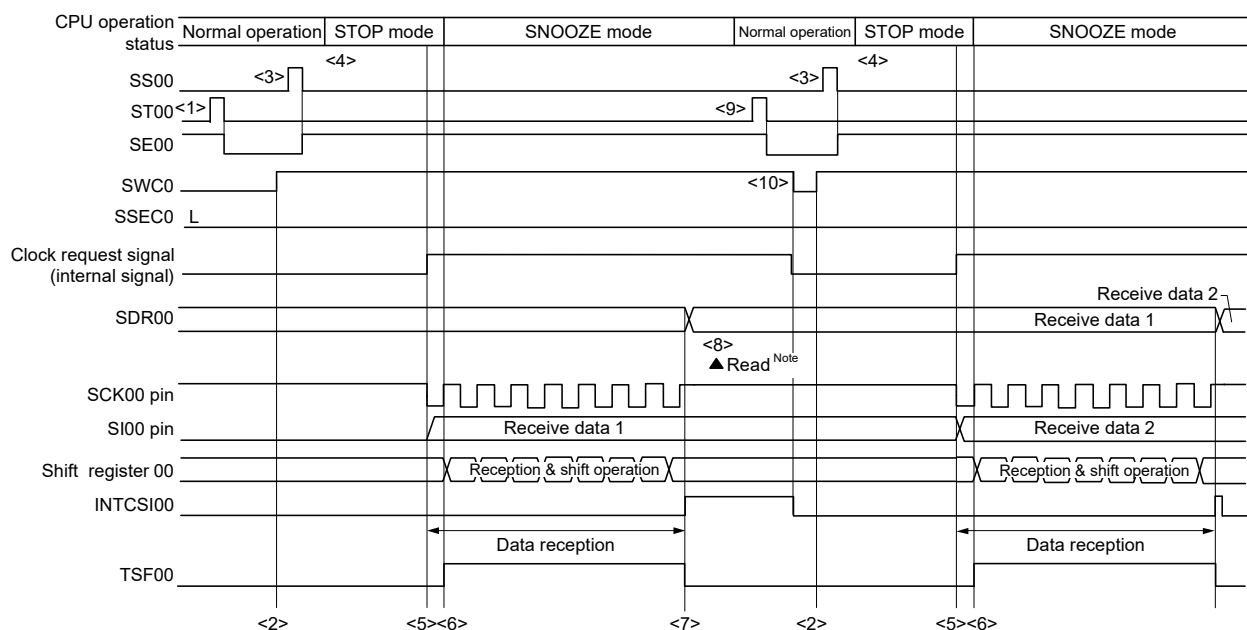 CPU operation status
Normal operation STOP mode SNOOZE mode Normal operation STOP mode SNOOZE mode
<4> <4>
SS00 <3> <3>
ST00 <1> <9>
SE00
SWC0 <10>
SSEC0 L
Clock request signal
(internal signal)
Receive data 2
SDR00 Receive data 1
<8>
▲ Read Note
SCK00 pin
SI00 pin Receive data 1 Receive data 2
Shift register 00 Reception & shift operation Reception & shift operation
INTCSI00
Data reception Data reception
TSF00
<2> <5><6> <7> <2> <5><6>